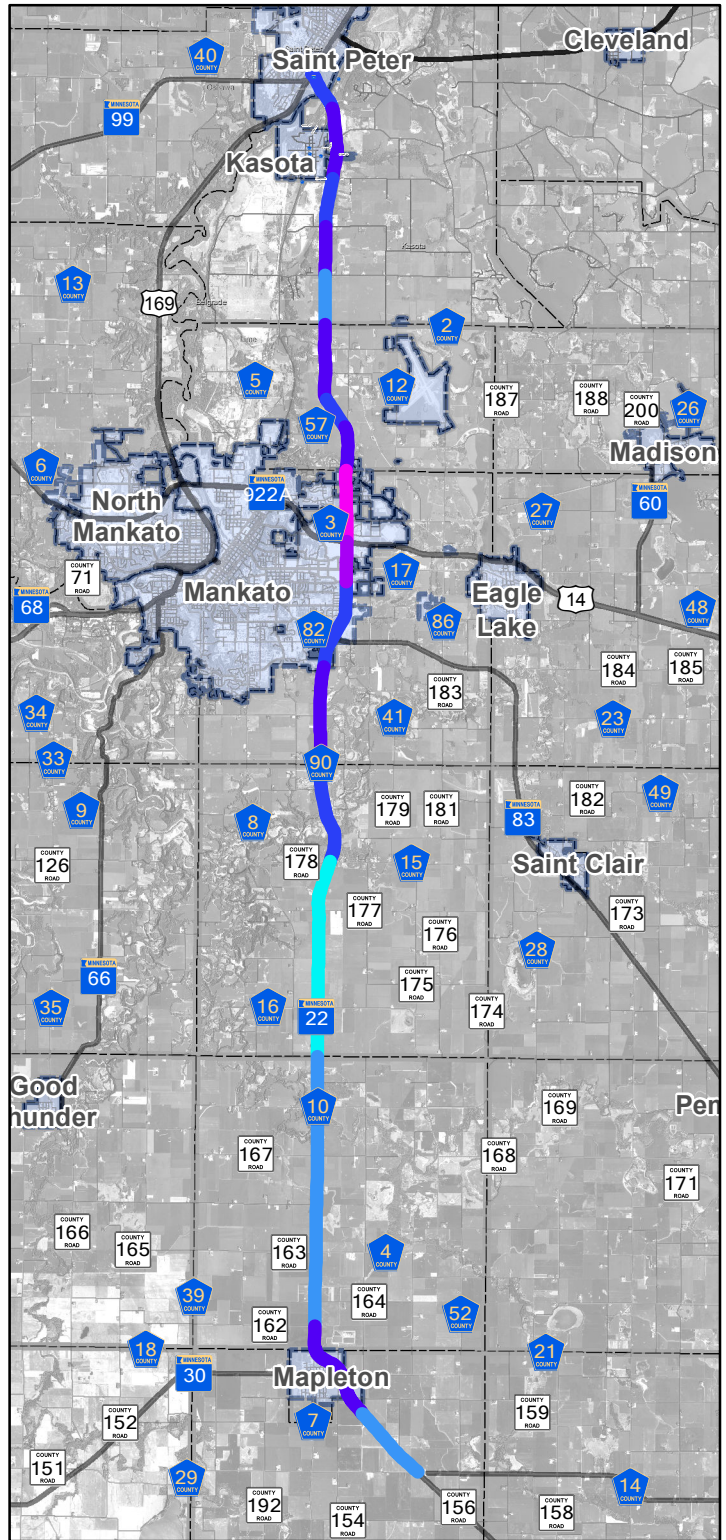 Cleveland
40
COUNTY
Saint Peter
MINNESOTA
99
Kasota
Kasota
13
COUNTY
169
Belgrade
2
COUNTY
Lime
5
COUNTY
12
COUNTY
COUNTY
187
ROAD
COUNTY
188
ROAD
COUNTY
200
ROAD
26
COUNTY
57
COUNTY
Madison
6
COUNTY
MINNESOTA
922A
MINNESOTA
60
North
Mankato
3
COUNTY
27
COUNTY
COUNTY
71
ROAD
Mankato
17
COUNTY
Eagle
Lake
14
MINNESOTA
68
48
COUNTY
82
COUNTY
86
COUNTY
COUNTY
183
ROAD
COUNTY
184
ROAD
COUNTY
185
ROAD
34
COUNTY
41
COUNTY
23
COUNTY
33
COUNTY
90
COUNTY
9
COUNTY
8
COUNTY
COUNTY
179
ROAD
COUNTY
181
ROAD
MINNESOTA
83
COUNTY
182
ROAD
49
COUNTY
COUNTY
126
ROAD
COUNTY
178
ROAD
15
COUNTY
Saint Clair
COUNTY
177
ROAD
COUNTY
176
ROAD
COUNTY
173
ROAD
28
COUNTY
MINNESOTA
66
COUNTY
175
ROAD
35
COUNTY
16
COUNTY
MINNESOTA
22
COUNTY
174
ROAD
Good
hunder
10
COUNTY
COUNTY
169
ROAD
Pen
COUNTY
167
ROAD
COUNTY
168
ROAD
COUNTY
171
ROAD
COUNTY
166
ROAD
COUNTY
165
ROAD
COUNTY
163
ROAD
4
COUNTY
39
COUNTY
COUNTY
164
ROAD
COUNTY
162
ROAD
52
COUNTY
18
COUNTY
MINNESOTA
30
21
COUNTY
Mapleton
COUNTY
152
ROAD
7
COUNTY
COUNTY
159
ROAD
COUNTY
151
ROAD
29
COUNTY
14
COUNTY
COUNTY
192
ROAD
COUNTY
154
ROAD
COUNTY
156
ROAD
COUNTY
158
ROAD